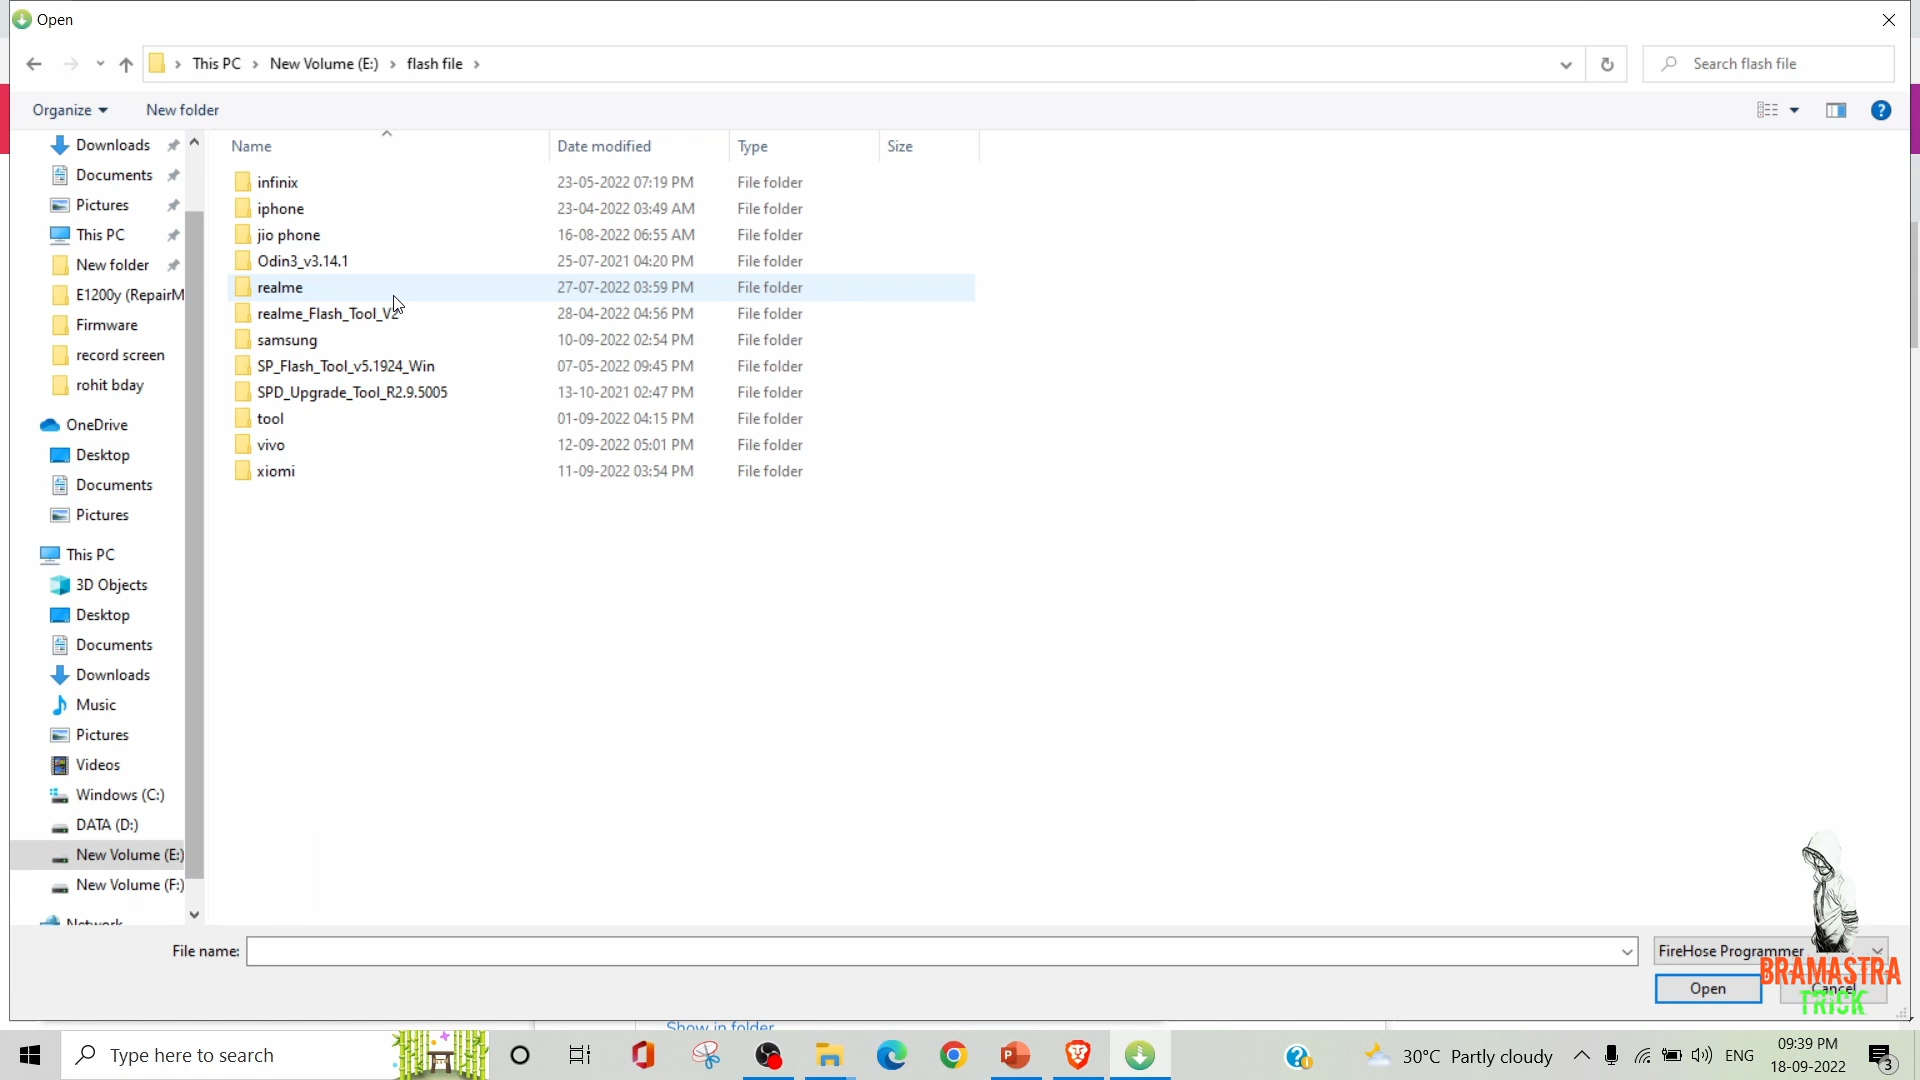 Open
This PC > New Volume (E:) > flash file >
Search flash file
Organize
New folder
Name
Date modified
Type
Size
Downloads
Documents
Pictures
This PC
New folder
E1200y (RepairM
Firmware
record screen
rohit bday
OneDrive
Desktop
Documents
Pictures
This PC
3D Objects
Desktop
Documents
Downloads
Music
Pictures
Videos
Windows (C:)
DATA (D:)
New Volume (E:)
New Volume (F:)
Network
infinix 23-05-2022 07:19 PM File folder
iphone 23-04-2022 03:49 AM File folder
jio phone 16-08-2022 06:55 AM File folder
Odin3_v3.14.1 25-07-2021 04:20 PM File folder
realme 27-07-2022 03:59 PM File folder
realme_Flash_Tool_V2 28-04-2022 04:56 PM File folder
samsung 10-09-2022 02:54 PM File folder
SP_Flash_Tool_v5.1924_Win 07-05-2022 09:45 PM File folder
SPD_Upgrade_Tool_R2.9.5005 13-10-2021 02:47 PM File folder
tool 01-09-2022 04:15 PM File folder
vivo 12-09-2022 05:01 PM File folder
xiomi 11-09-2022 03:54 PM File folder
File name:
FireHose Programmer
Open
Cancel
BRAMASTRA
TRICK
Show in folder
Type here to search
30°C Partly cloudy
ENG
09:39 PM
18-09-2022
3